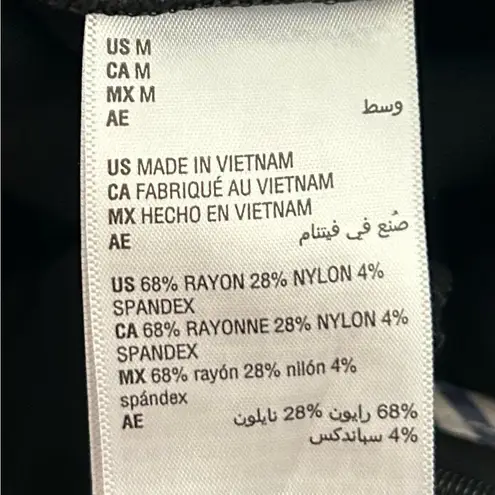 US M
CA M
MX M
AE وسط
US MADE IN VIETNAM
CA FABRIQUÉ AU VIETNAM
MX HECHO EN VIETNAM
AE صُنع في فيتنام
US 68% RAYON 28% NYLON 4%
SPANDEX
CA 68% RAYONNE 28% NYLON 4%
SPANDEX
MX 68% rayón 28% nilón 4%
spándex
AE 68% رايون 28% نايلون
4% سباندكس